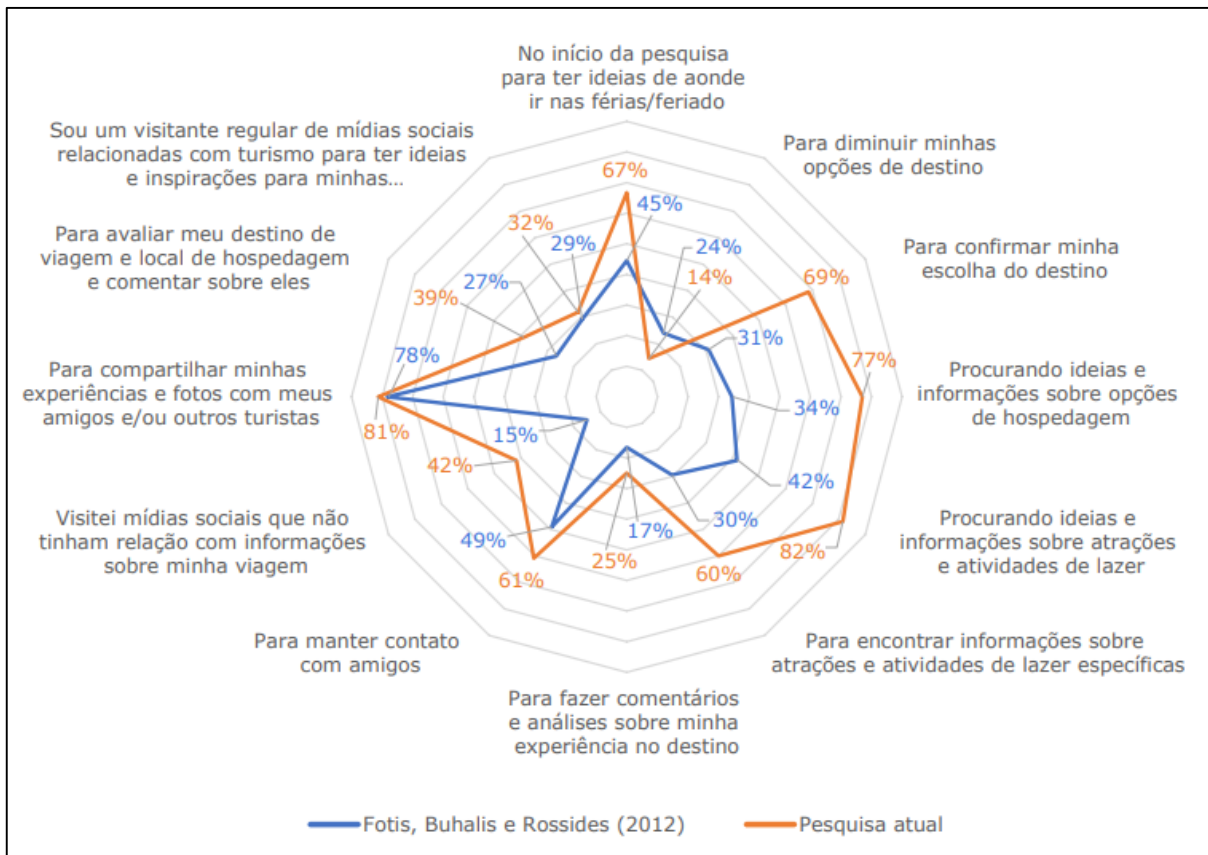 No início da pesquisa
para ter ideias de aonde
ir nas férias/feriado
Para diminuir minhas
opções de destino
Para confirmar minha
escolha do destino
Procurando ideias e
informações sobre opções
de hospedagem
Procurando ideias e
informações sobre atrações
e atividades de lazer
Para encontrar informações sobre
atrações e atividades de lazer específicas
Para fazer comentários
e análises sobre minha
experiência no destino
Para manter contato
com amigos
Visitei mídias sociais que não
tinham relação com informações
sobre minha viagem
Para compartilhar minhas
experiências e fotos com meus
amigos e/ou outros turistas
Para avaliar meu destino de
viagem e local de hospedagem
e comentar sobre eles
Sou um visitante regular de mídias sociais
relacionadas com turismo para ter ideias
e inspirações para minhas...
67%
45%
24%
14%
69%
31%
77%
34%
42%
82%
30%
60%
17%
25%
49%
61%
15%
42%
78%
81%
27%
39%
29%
32%
Fotis, Buhalis e Rossides (2012)
Pesquisa atual